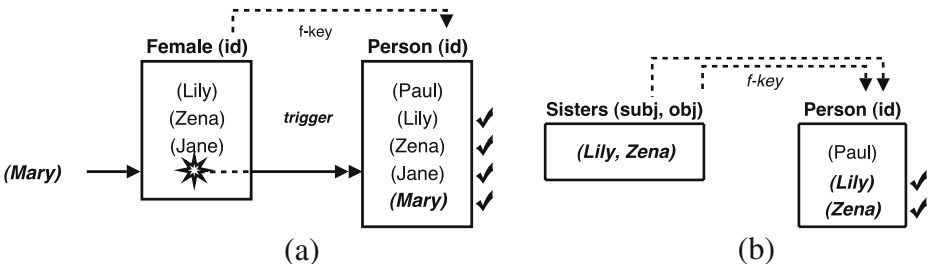 f-key
Female (id) Person (id)
(Lily) (Paul)
(Zena) trigger (Lily)
(Jane) (Zena)
(Mary) (Jane)
(Mary)
(a)
f-key
Sisters (subj, obj) Person (id)
(Lily, Zena) (Paul)
(Lily)
(Zena)
(b)